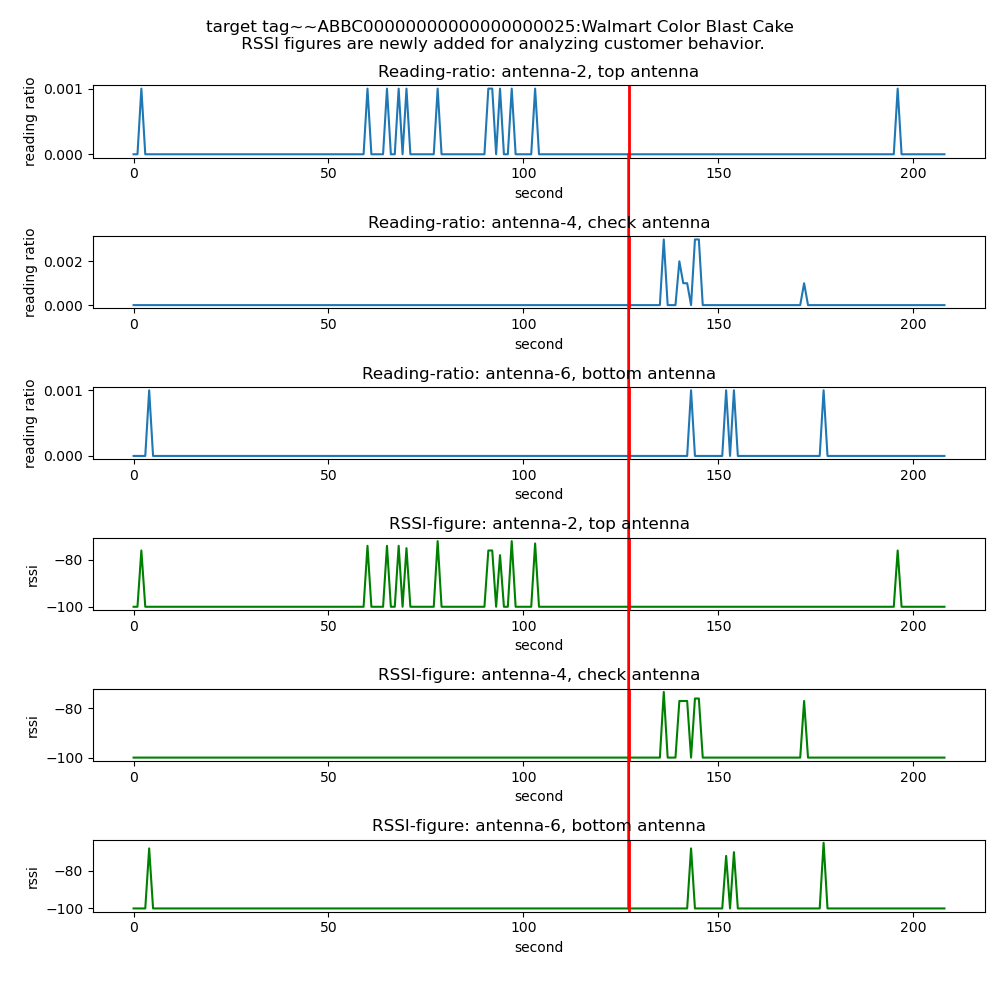 target tag~~ABBC00000000000000000025:Walmart Color Blast Cake
RSSI figures are newly added for analyzing customer behavior.
Reading-ratio: antenna-2, top antenna
reading ratio
0.001
0.000
0 50 100 150 200
second
Reading-ratio: antenna-4, check antenna
reading ratio
0.002
0.000
0 50 100 150 200
second
Reading-ratio: antenna-6, bottom antenna
reading ratio
0.001
0.000
0 50 100 150 200
second
RSSI-figure: antenna-2, top antenna
rssi
−80
−100
0 50 100 150 200
second
RSSI-figure: antenna-4, check antenna
rssi
−80
−100
0 50 100 150 200
second
RSSI-figure: antenna-6, bottom antenna
rssi
−80
−100
0 50 100 150 200
second